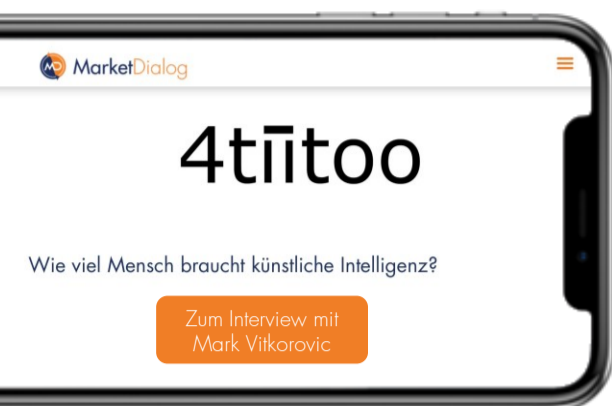 MarketDialog
4tiitoo
Wie viel Mensch braucht künstliche Intelligenz?
Zum Interview mit
Mark Vitkorovic